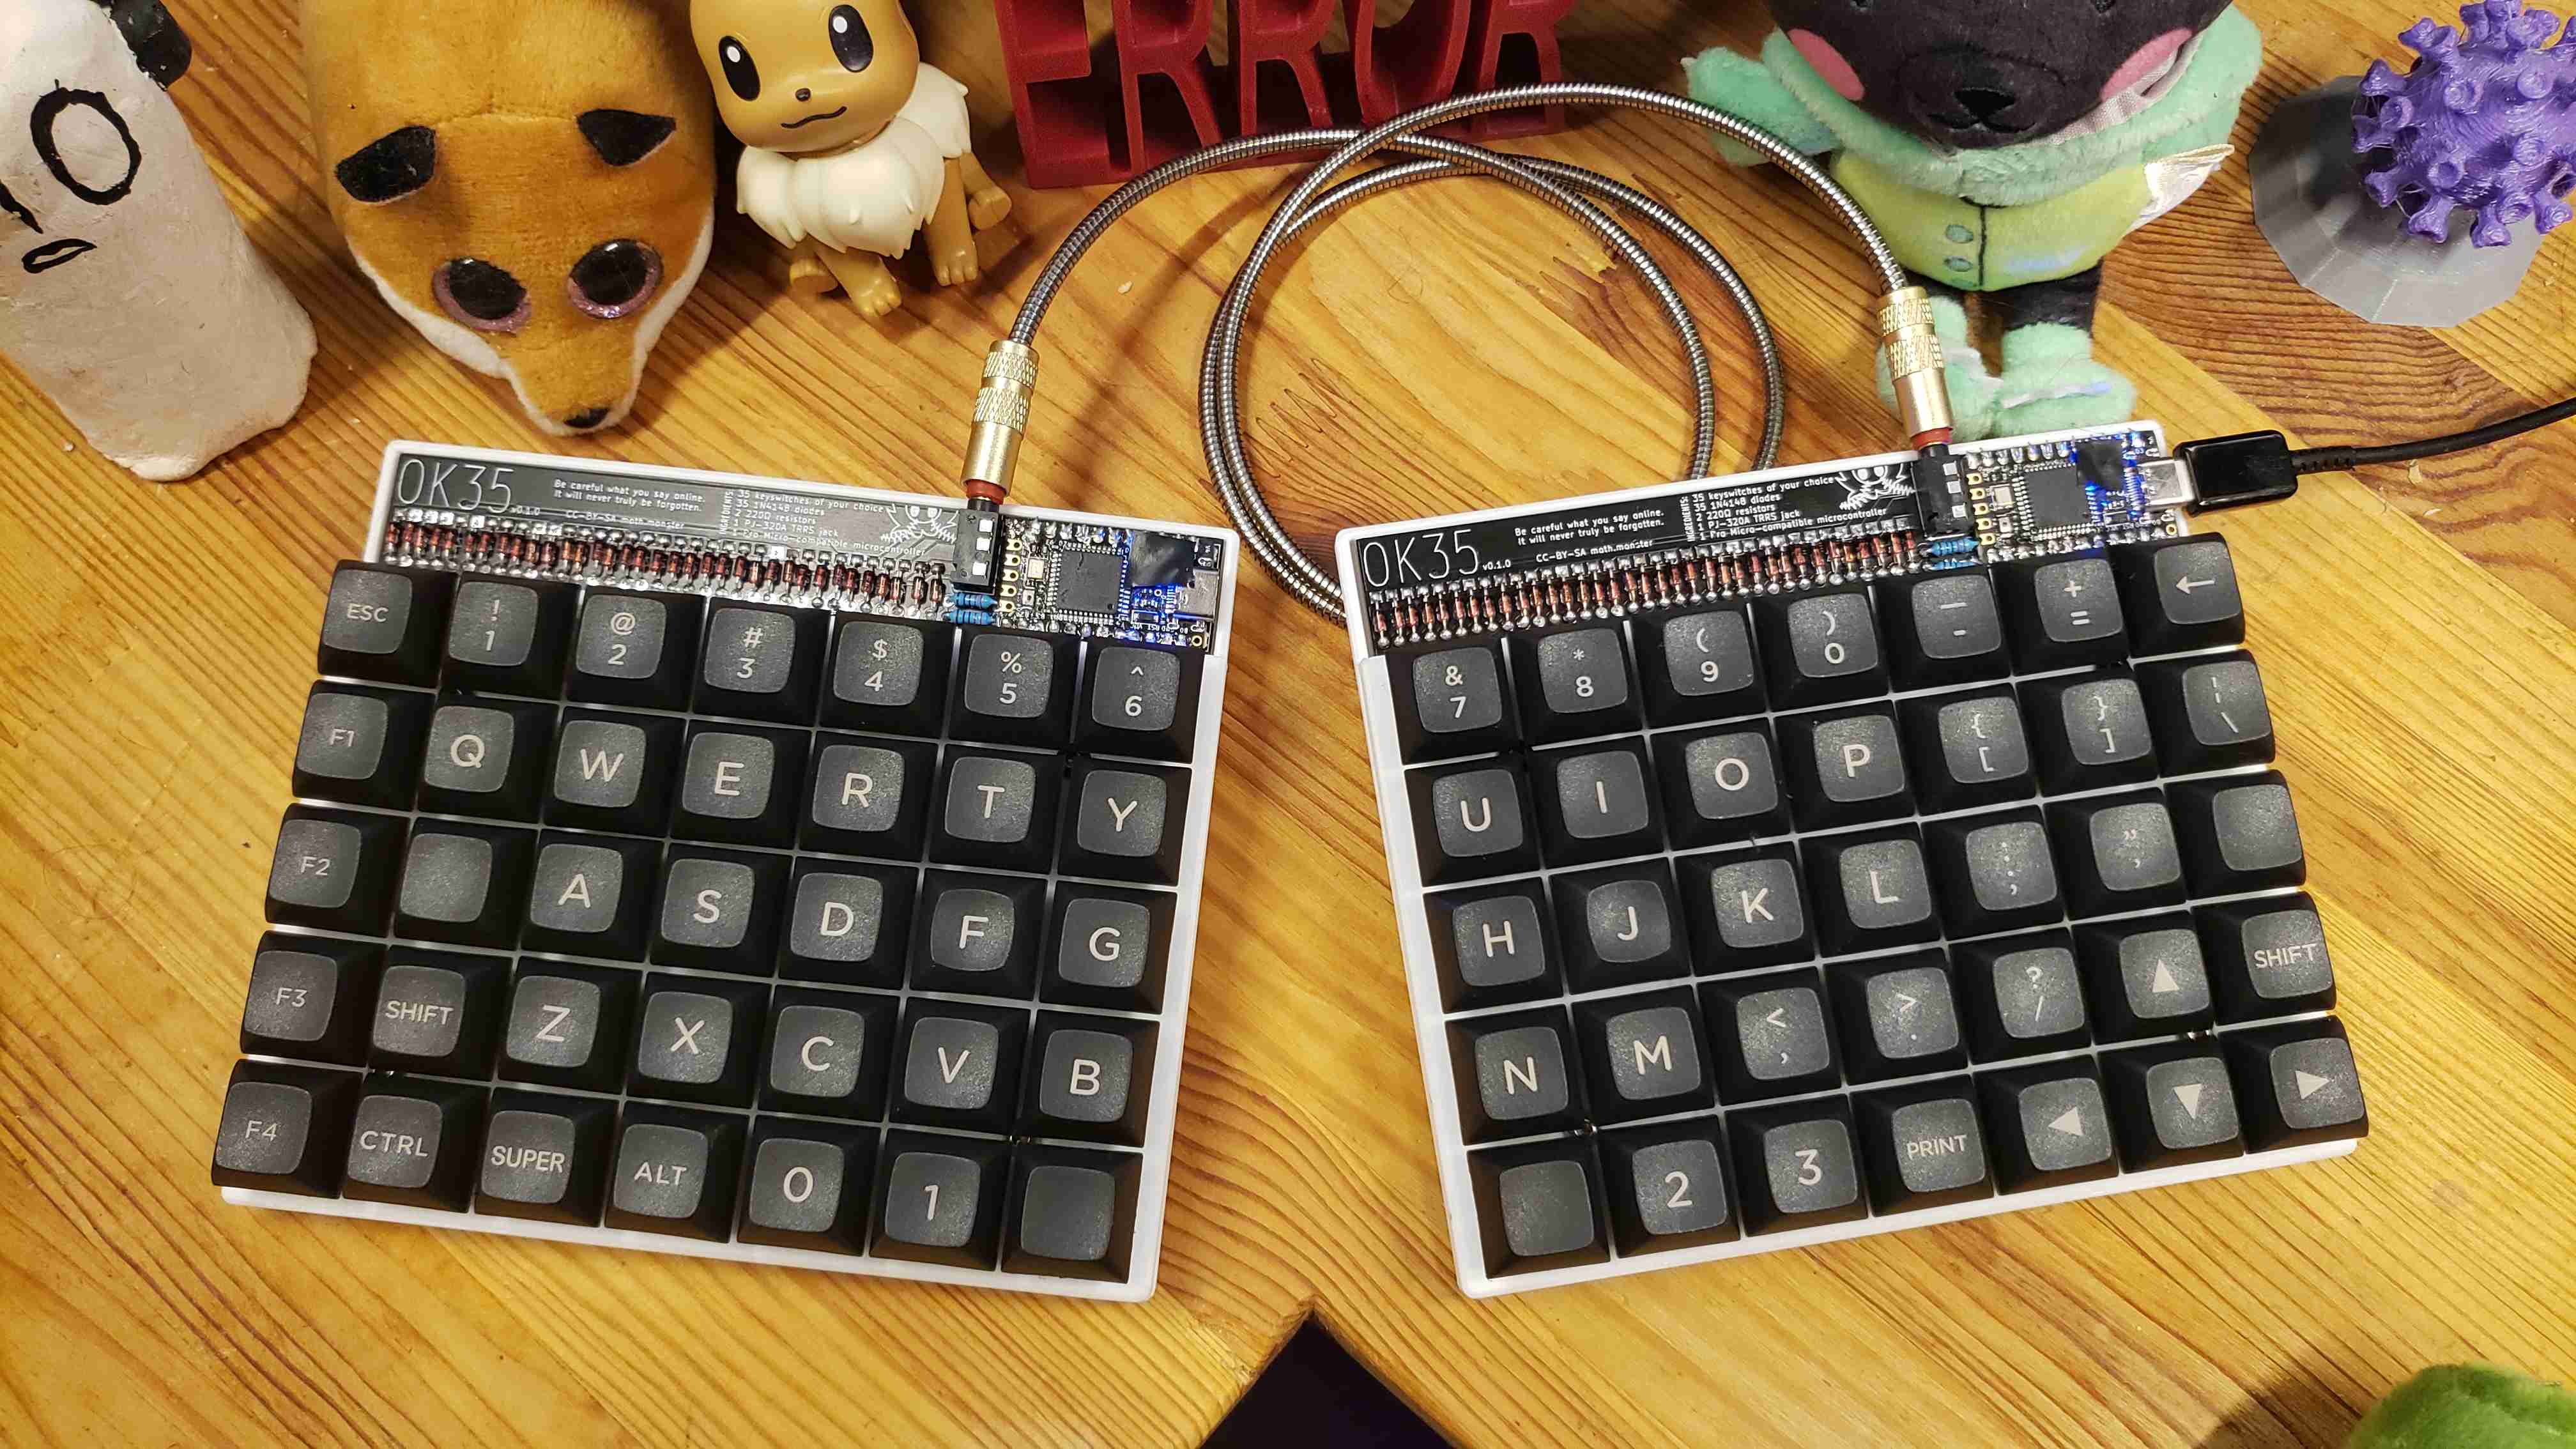 ERROR
OK35
v0.1.0
Be careful what you say online.
It will never truly be forgotten.
CC-BY-SA moth.monster
INGREDIENTS:
35 keyswitches of your choice
35 1N4148 diodes
2 220Ω resistors
1 PJ-320A TRRS jack
1 Pro-Micro-compatible microcontroller
ESC ! 1 @ 2 # 3 $ 4 % 5 ^ 6
F1 Q W E R T Y
F2 A S D F G
F3 SHIFT Z X C V B
F4 CTRL SUPER ALT 0 1
OK35
v0.1.0
Be careful what you say online.
It will never truly be forgotten.
CC-BY-SA moth.monster
INGREDIENTS:
35 keyswitches of your choice
35 1N4148 diodes
2 220Ω resistors
1 PJ-320A TRRS jack
1 Pro-Micro-compatible microcontroller
& 7 * 8 ( 9 ) 0 — - + = ←
U I O P { [ } ] ¦ \
H J K L : ; " '
N M < , > . ? / ▲ SHIFT
2 3 PRINT ◀ ▼ ▶